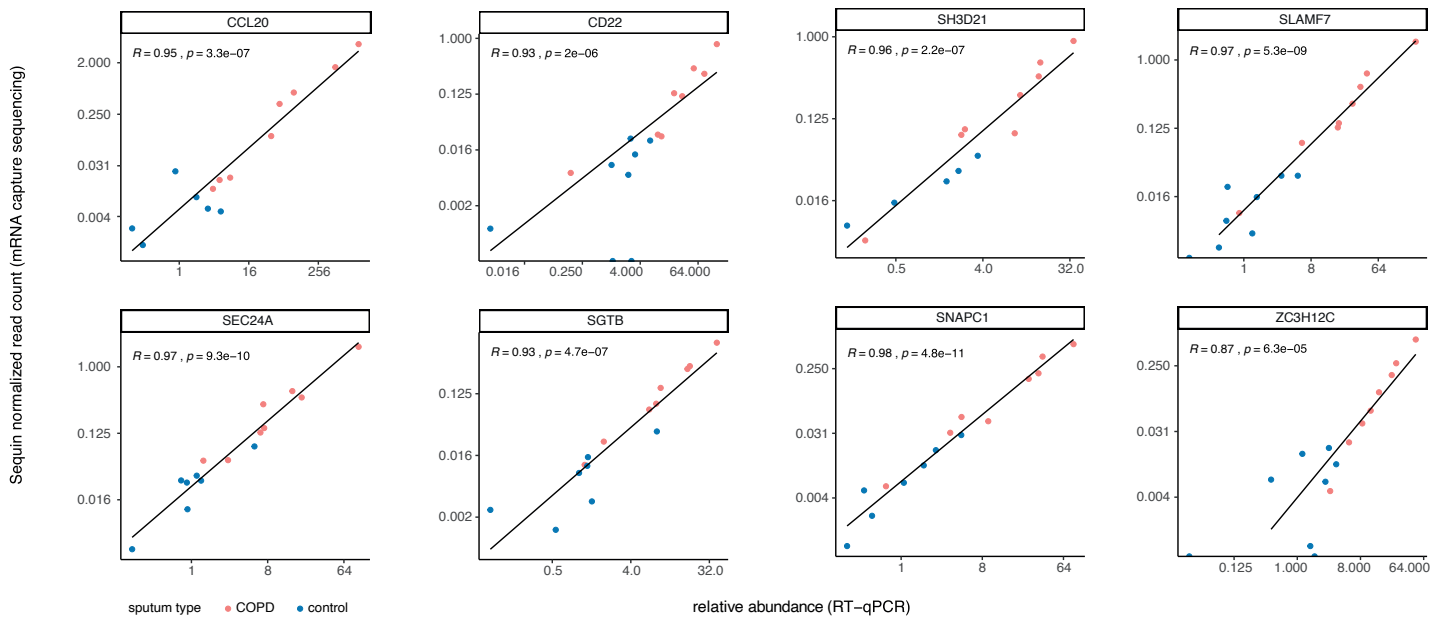 Sequin normalized read count (mRNA capture sequencing)
CCL20
R = 0.95 , p = 3.3e−07
2.000
0.250
0.031
0.004
1 16 256
CD22
R = 0.93 , p = 2e−06
1.000
0.125
0.016
0.002
0.016 0.250 4.000 64.000
SH3D21
R = 0.96 , p = 2.2e−07
1.000
0.125
0.016
0.5 4.0 32.0
SLAMF7
R = 0.97 , p = 5.3e−09
1.000
0.125
0.016
1 8 64
SEC24A
R = 0.97 , p = 9.3e−10
1.000
0.125
0.016
1 8 64
SGTB
R = 0.93 , p = 4.7e−07
0.125
0.016
0.002
0.5 4.0 32.0
SNAPC1
R = 0.98 , p = 4.8e−11
0.250
0.031
0.004
1 8 64
ZC3H12C
R = 0.87 , p = 6.3e−05
0.250
0.031
0.004
0.125 1.000 8.000 64.000
sputum type COPD control
relative abundance (RT−qPCR)